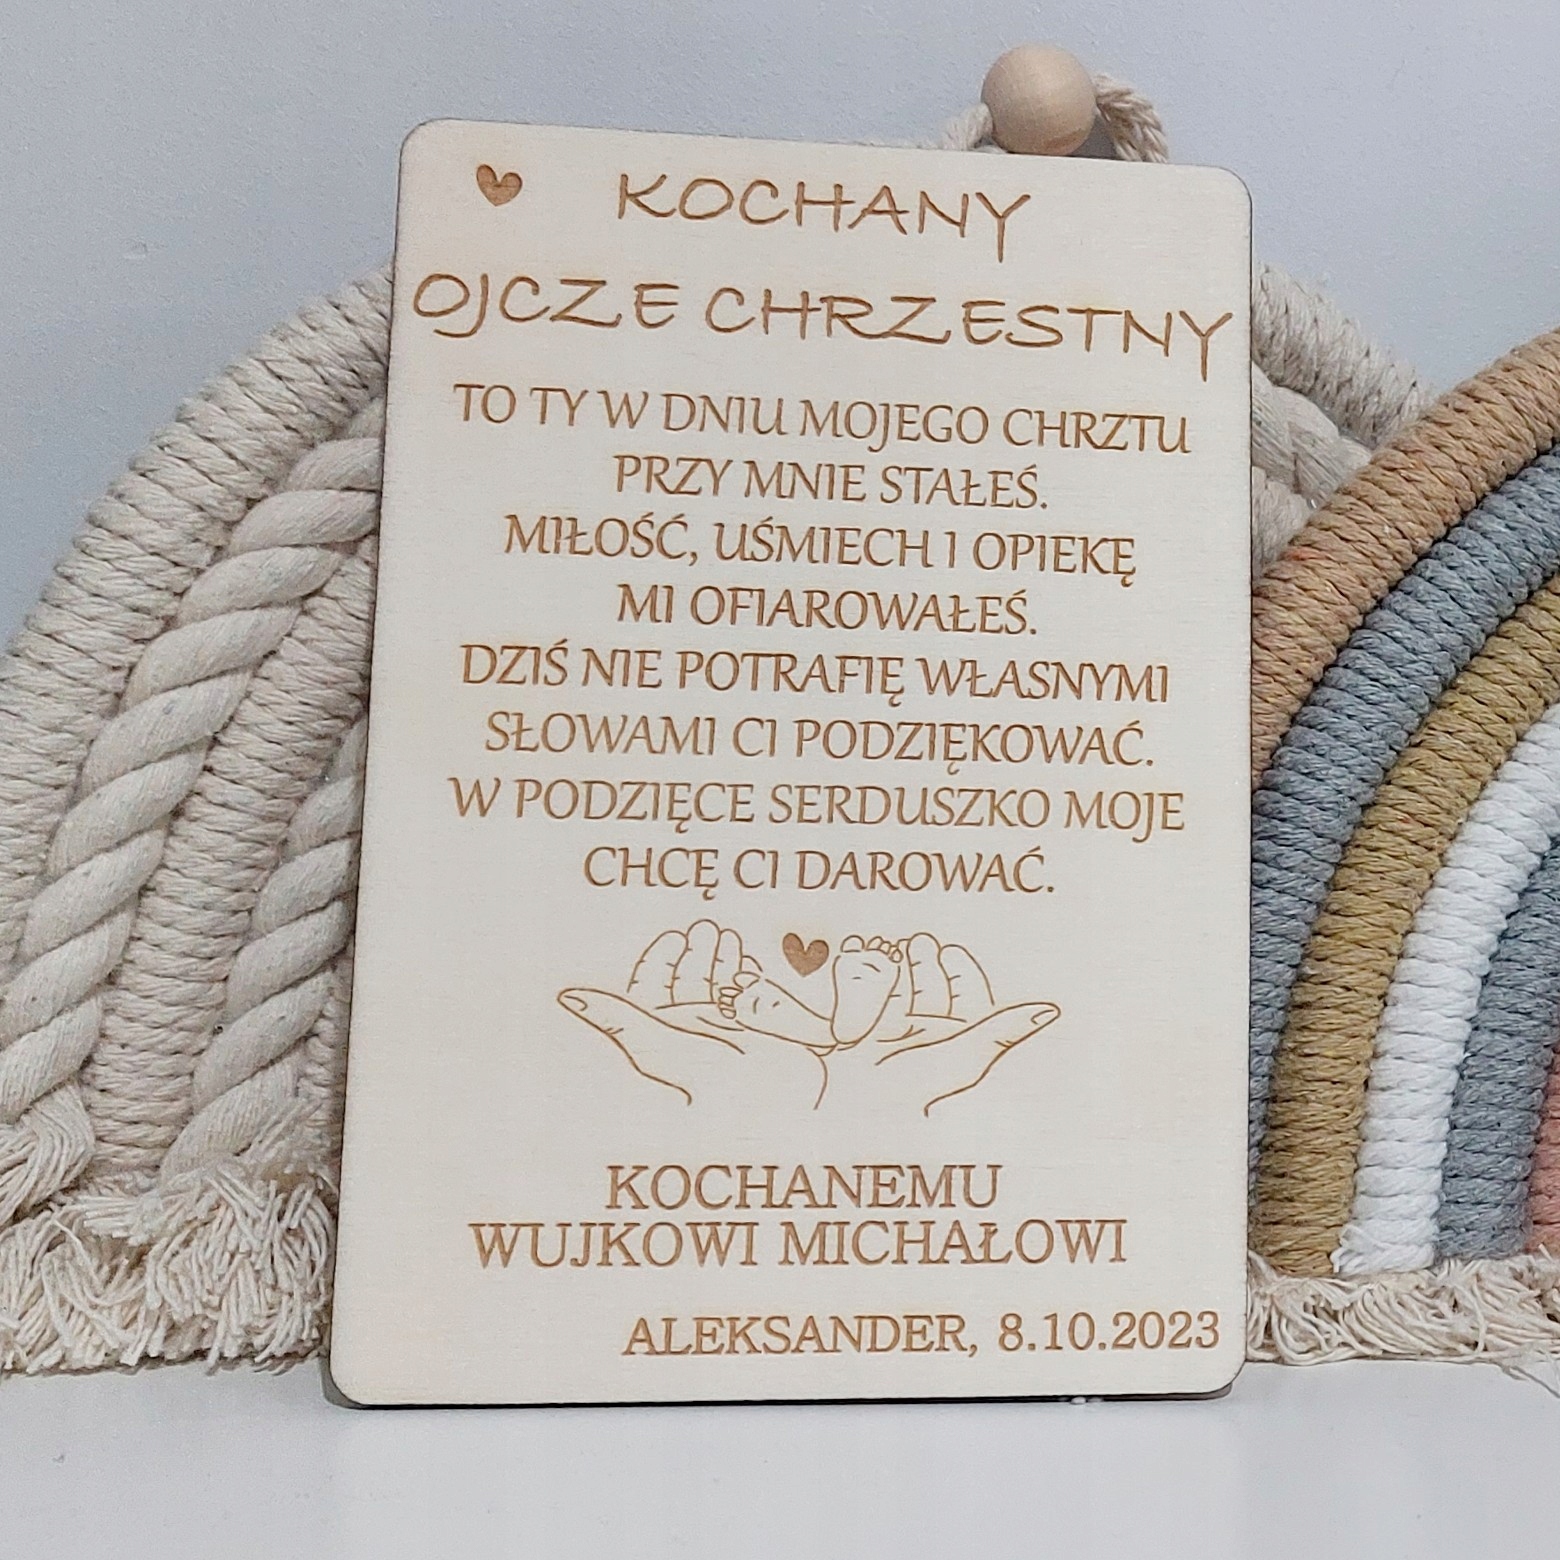 KOCHANY
OJCZE CHRZESTNY
TO TY W DNIU MOJEGO CHRZTU
PRZY MNIE STAŁEŚ.
MIŁOŚĆ, UŚMIECH I OPIEKĘ
MI OFIAROWAŁEŚ.
DZIŚ NIE POTRAFIĘ WŁASNYMI
SŁOWAMI CI PODZIĘKOWAĆ.
W PODZIĘCE SERDUSZKO MOJE
CHCĘ CI DAROWAĆ.
KOCHANEMU
WUJKOWI MICHAŁOWI
ALEKSANDER, 8.10.2023